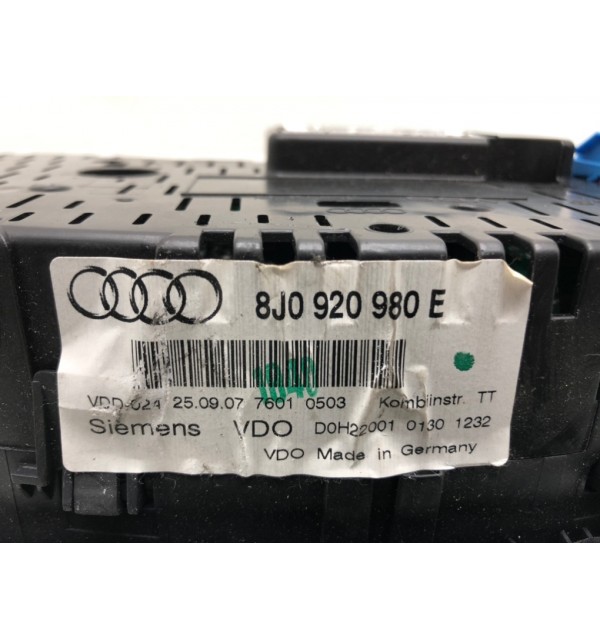 8J0 920 980 E
1040
VDD-024 25.09.07 7601 0503 Kombiinstr. TT
Siemens VDO D0H22001 0130 1232
VDO Made in Germany